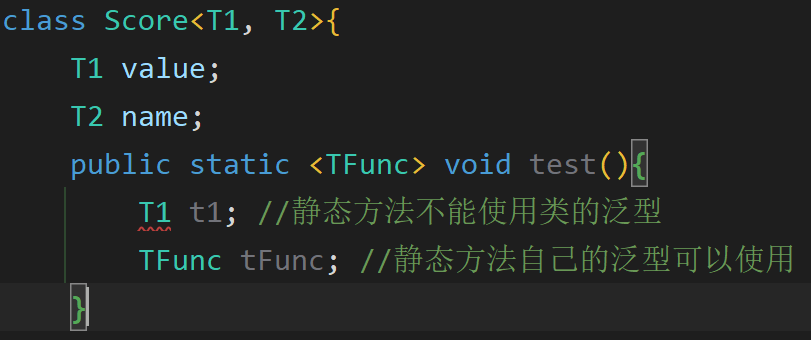 class Score<T1, T2>{
T1 value;
T2 name;
public static <TFunc> void test(){
T1 t1; //静态方法不能使用类的泛型
TFunc tFunc; //静态方法自己的泛型可以使用
}